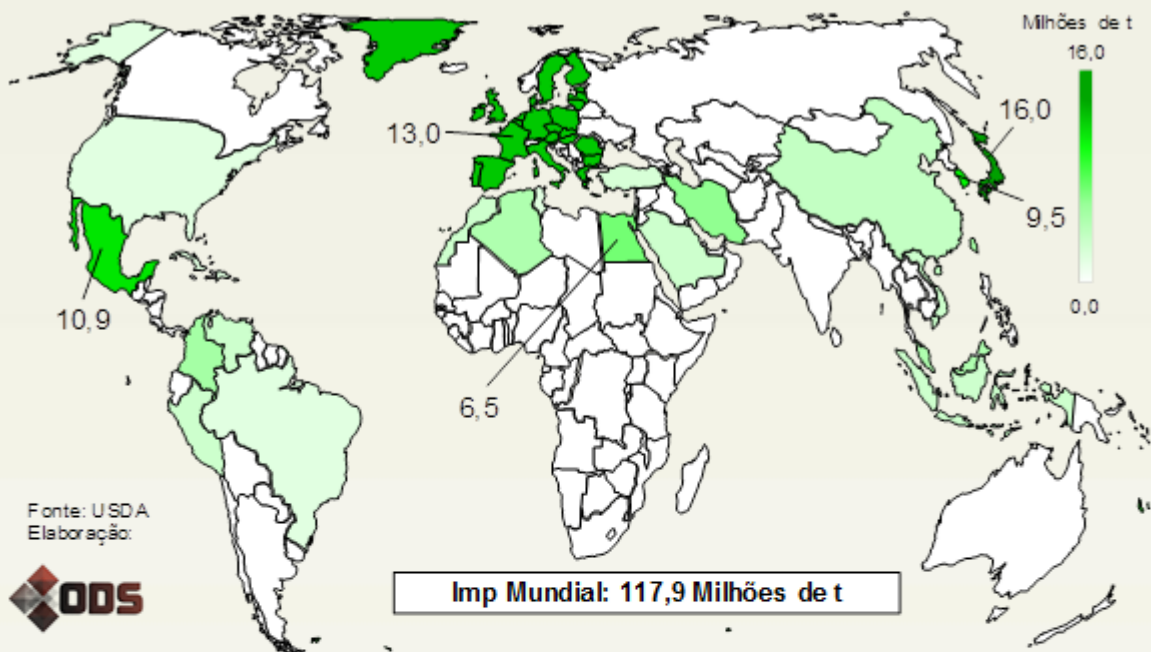 Milhões de t
16,0
16,0
13,0
9,5
0,0
10,9
6,5
Fonte: USDA
Elaboração:
ODS
Imp Mundial: 117,9 Milhões de t